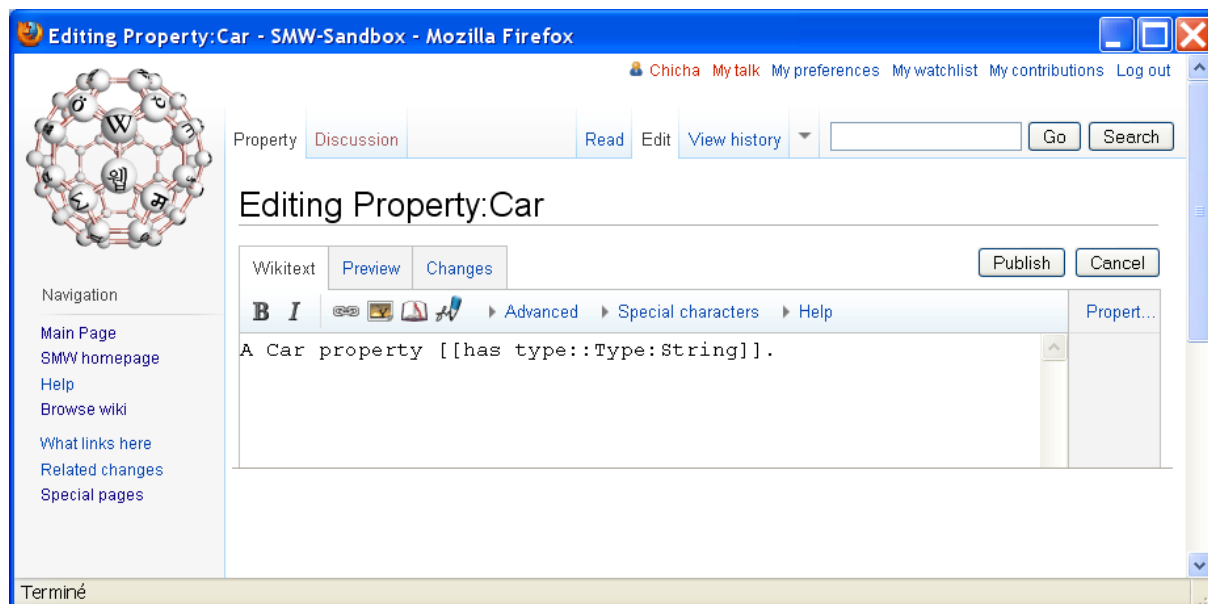 Editing Property:Car - SMW-Sandbox - Mozilla Firefox
Chicha My talk My preferences My watchlist My contributions Log out
Property Discussion Read Edit View history Go Search
Editing Property:Car
Wikitext Preview Changes Publish Cancel
B I Advanced Special characters Help Propert...
A Car property [[has type::Type:String]].
Navigation
Main Page
SMW homepage
Help
Browse wiki
What links here
Related changes
Special pages
Terminé